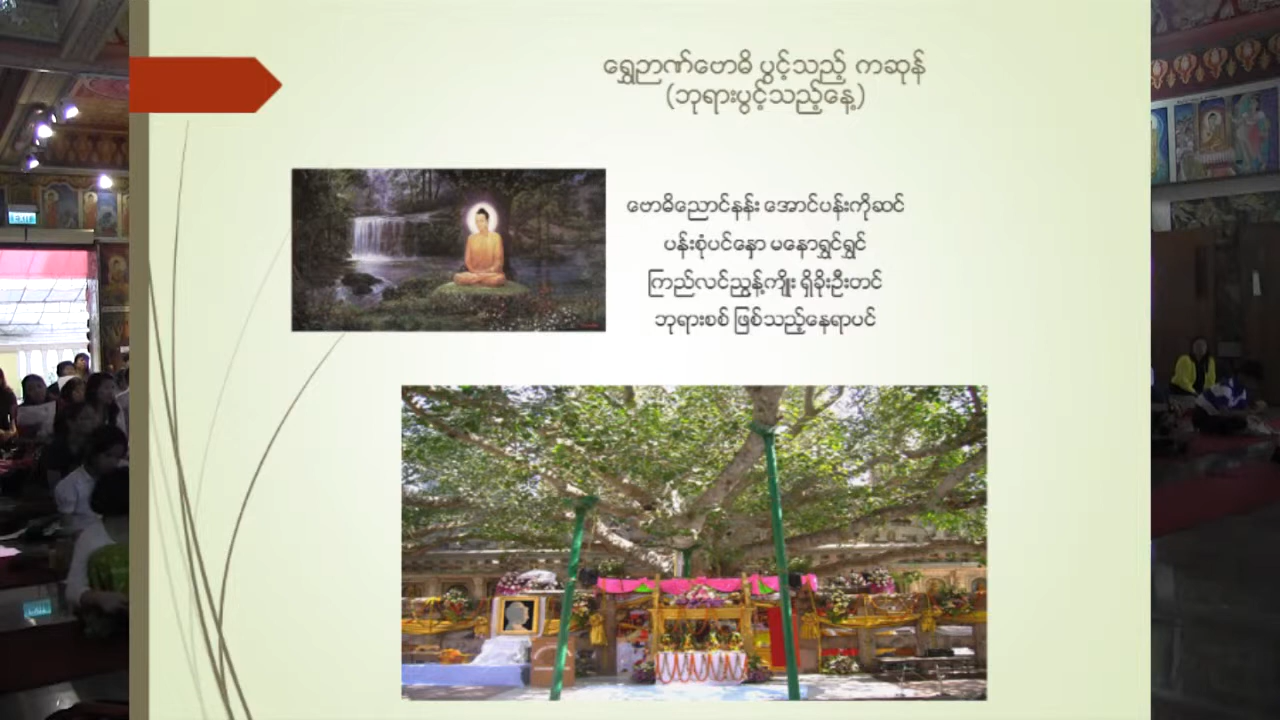 ရွှေဉာဏ်ဗောဓိ ပွင့်သည့် ကဆုန်
(ဘုရားပွင့်သည့်နေ့)
ဗောဓိညောင်နန်း အောင်ပန်းကိုဆင်
ပန်းစုံပင်နှော မနောရွှင်ရွှင်
ကြည်လင်ညွှန့်ကျိုး ရှိခိုးဦးတင်
ဘုရားစစ် ဖြစ်သည့်နေရာပင်